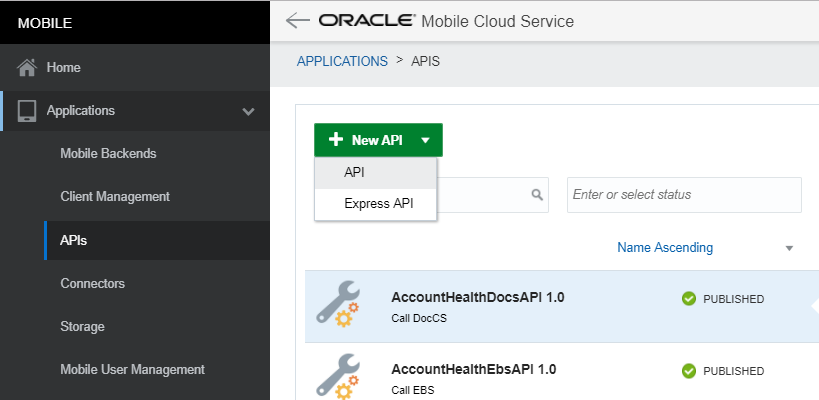 MOBILE
Home
Applications
Mobile Backends
Client Management
APIs
Connectors
Storage
Mobile User Management
ORACLE® Mobile Cloud Service
APPLICATIONS > APIS
New API
API
Express API
Enter or select status
Name Ascending
AccountHealthDocsAPI 1.0
PUBLISHED
Call DocCS
AccountHealthEbsAPI 1.0
PUBLISHED
Call EBS